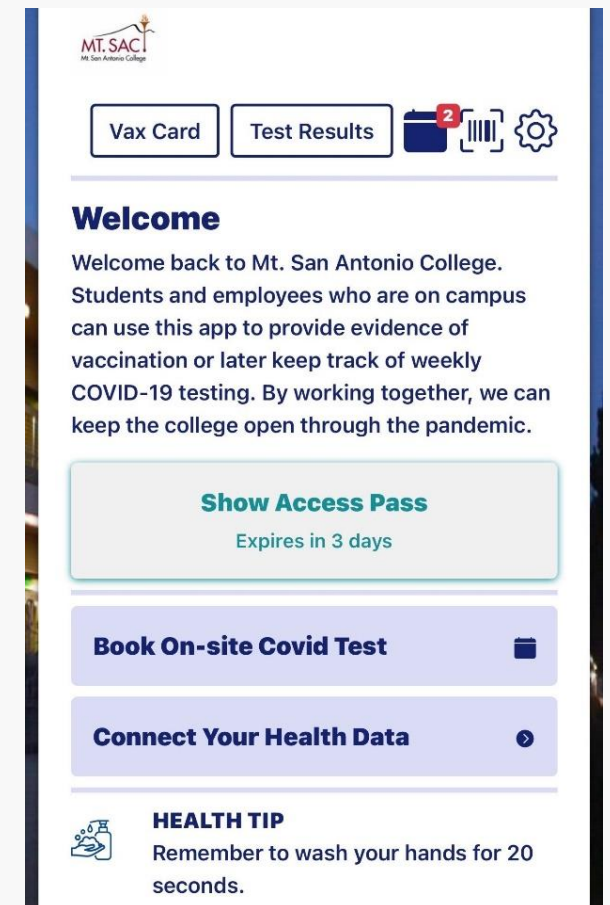 MT. SAC
Mt. San Antonio College
Vax Card
Test Results
2
Welcome
Welcome back to Mt. San Antonio College.
Students and employees who are on campus
can use this app to provide evidence of
vaccination or later keep track of weekly
COVID-19 testing. By working together, we can
keep the college open through the pandemic.
Show Access Pass
Expires in 3 days
Book On-site Covid Test
Connect Your Health Data
HEALTH TIP
Remember to wash your hands for 20
seconds.